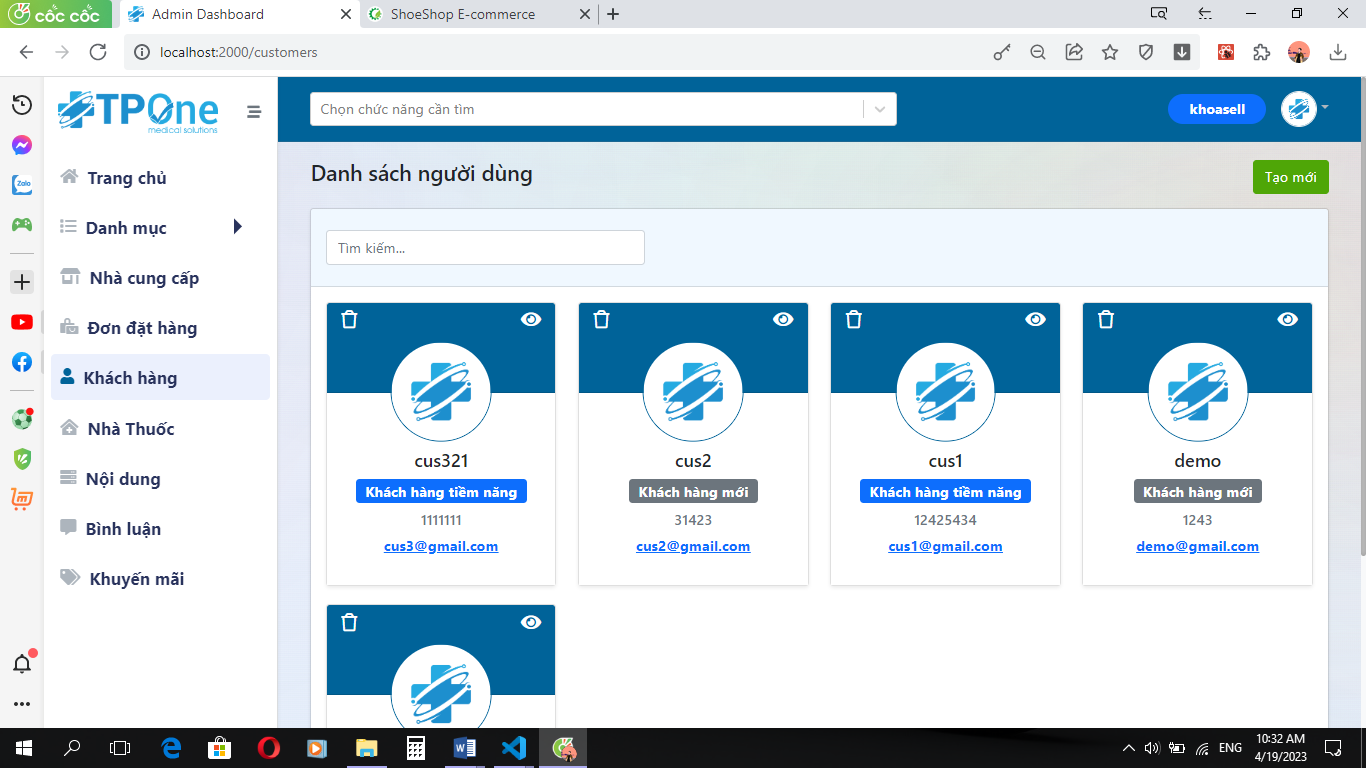 cốc cốc
Admin Dashboard
ShoeShop E-commerce
localhost:2000/customers
TPOne
medical solutions
Chọn chức năng cần tìm
khoasell
Zalo
Trang chủ
Danh mục
Nhà cung cấp
Đơn đặt hàng
Khách hàng
Nhà Thuốc
Nội dung
Bình luận
Khuyến mãi
Danh sách người dùng
Tạo mới
Tìm kiếm...
cus321
Khách hàng tiềm năng
1111111
cus3@gmail.com
cus2
Khách hàng mới
31423
cus2@gmail.com
cus1
Khách hàng tiềm năng
12425434
cus1@gmail.com
demo
Khách hàng mới
1243
demo@gmail.com
ENG
10:32 AM
4/19/2023